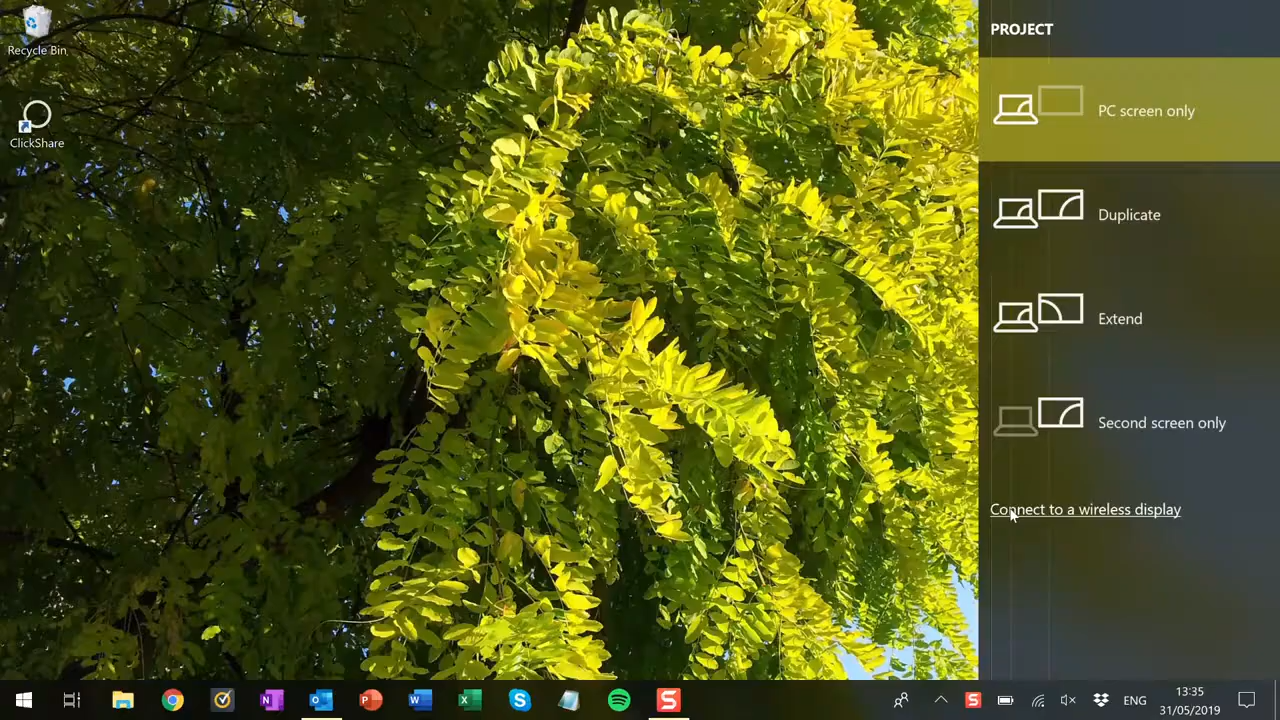 Recycle Bin
ClickShare
PROJECT
PC screen only
Duplicate
Extend
Second screen only
Connect to a wireless display
ENG
13:35
31/05/2019